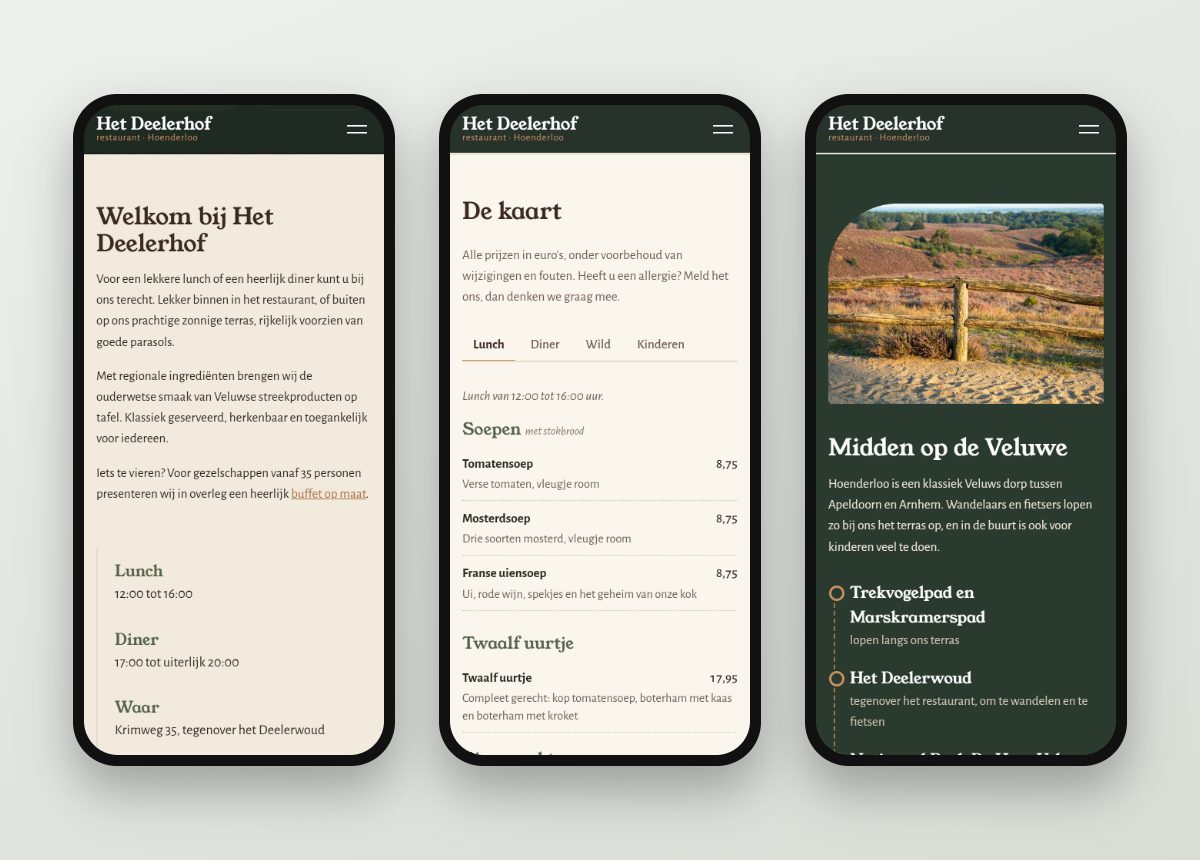 Het Deelerhof
restaurant · Hoenderloo
Welkom bij Het
Deelerhof
Voor een lekkere lunch of een heerlijk diner kunt u bij
ons terecht. Lekker binnen in het restaurant, of buiten
op ons prachtige zonnige terras, rijkelijk voorzien van
goede parasols.
Met regionale ingrediënten brengen wij de
ouderwetse smaak van Veluwse streekproducten op
tafel. Klassiek geserveerd, herkenbaar en toegankelijk
voor iedereen.
Iets te vieren? Voor gezelschappen vanaf 35 personen
presenteren wij in overleg een heerlijk buffet op maat.
Lunch
12:00 tot 16:00
Diner
17:00 tot uiterlijk 20:00
Waar
Krimweg 35, tegenover het Deelerwoud
Het Deelerhof
restaurant · Hoenderloo
De kaart
Alle prijzen in euro's, onder voorbehoud van
wijzigingen en fouten. Heeft u een allergie? Meld het
ons, dan denken we graag mee.
Lunch Diner Wild Kinderen
Lunch van 12:00 tot 16:00 uur.
Soepen met stokbrood
Tomatensoep 8,75
Verse tomaten, vleugje room
Mosterdsoep 8,75
Drie soorten mosterd, vleugje room
Franse uiensoep 8,75
Ui, rode wijn, spekjes en het geheim van onze kok
Twaalf uurtje
Twaalf uurtje 17,95
Compleet gerecht: kop tomatensoep, boterham met kaas
en boterham met kroket
Het Deelerhof
restaurant · Hoenderloo
Midden op de Veluwe
Hoenderloo is een klassiek Veluws dorp tussen
Apeldoorn en Arnhem. Wandelaars en fietsers lopen
zo bij ons het terras op, en in de buurt is ook voor
kinderen veel te doen.
Trekvogelpad en
Marskramerspad
lopen langs ons terras
Het Deelerwoud
tegenover het restaurant, om te wandelen en te
fietsen